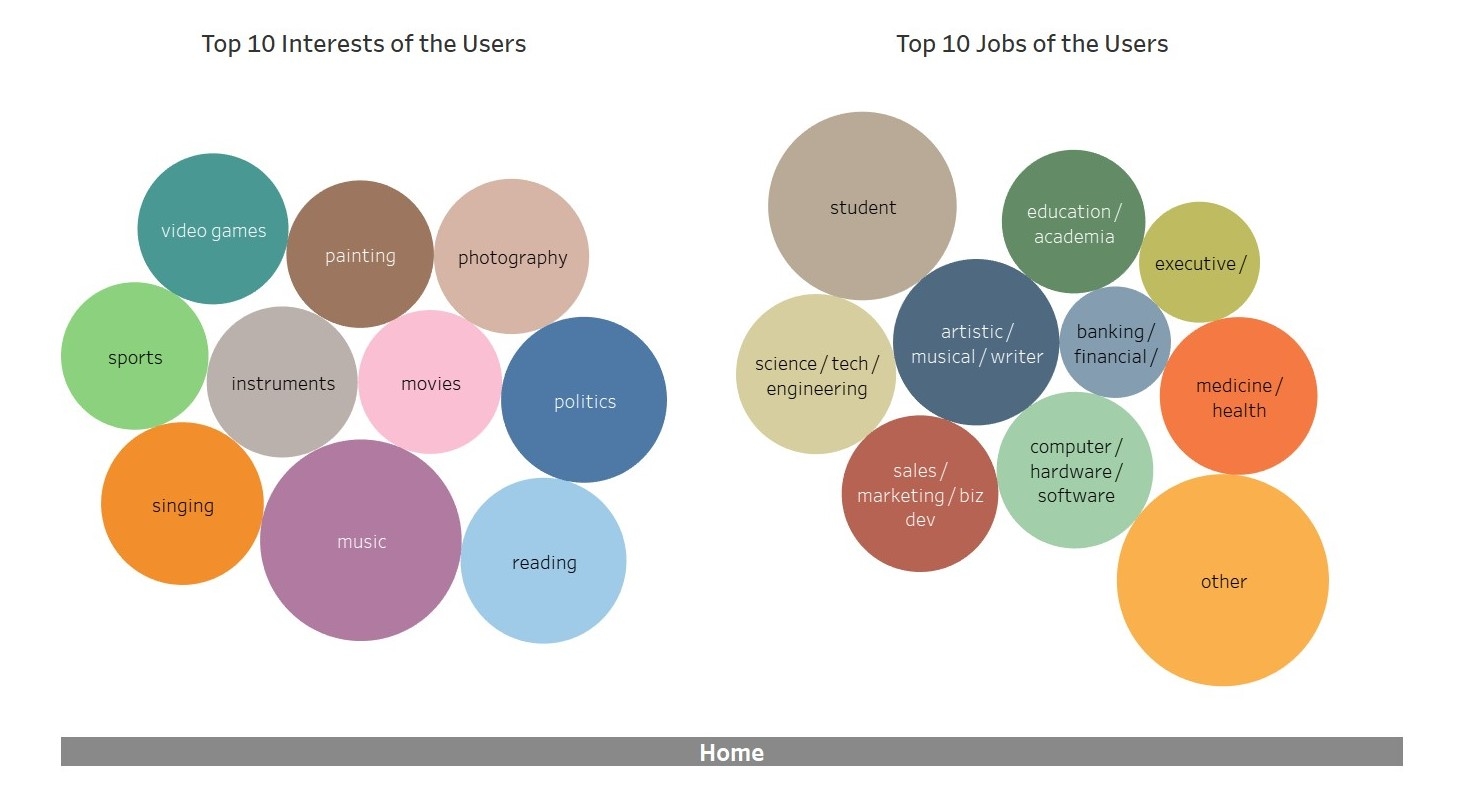 Top 10 Interests of the Users
video games
painting
photography
sports
instruments
movies
politics
singing
music
reading
Top 10 Jobs of the Users
student
education /
academia
executive /
artistic /
musical / writer
banking /
financial /
science / tech /
engineering
medicine /
health
computer /
hardware /
software
sales /
marketing / biz
dev
other
Home